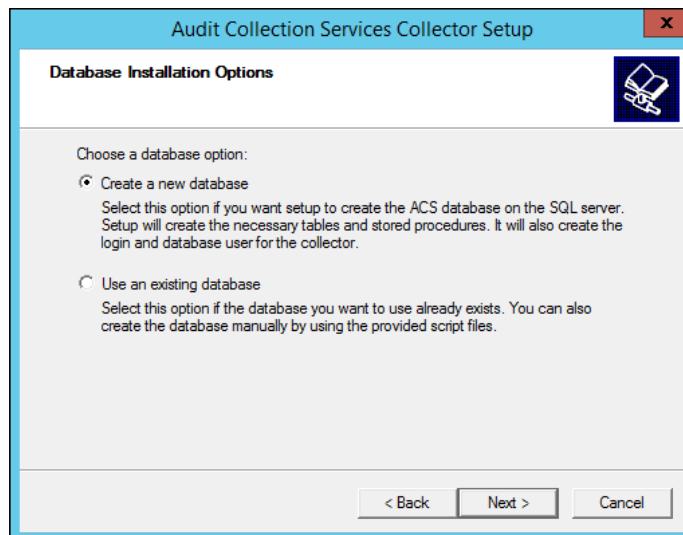 Audit Collection Services Collector Setup
x
Database Installation Options
Choose a database option:
Create a new database
Select this option if you want setup to create the ACS database on the SQL server.
Setup will create the necessary tables and stored procedures. It will also create the
login and database user for the collector.
Use an existing database
Select this option if the database you want to use already exists. You can also
create the database manually by using the provided script files.
< Back Next > Cancel